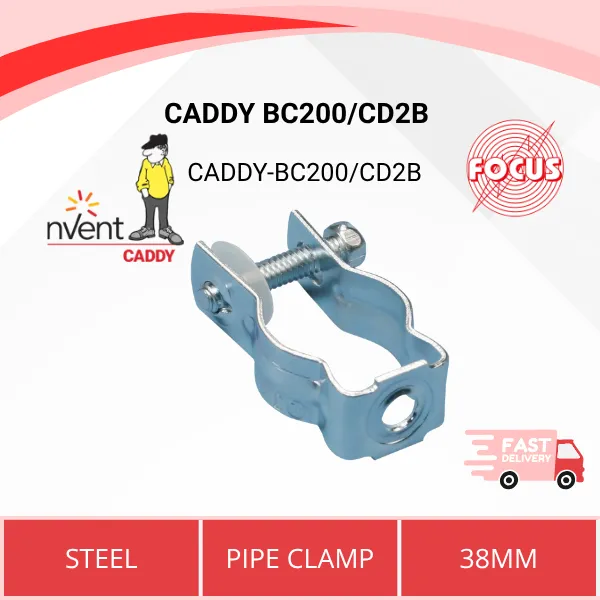 CADDY BC200/CD2B
CADDY-BC200/CD2B
nVent
CADDY
FOCUS
FAST
DELIVERY
STEEL
PIPE CLAMP
38MM